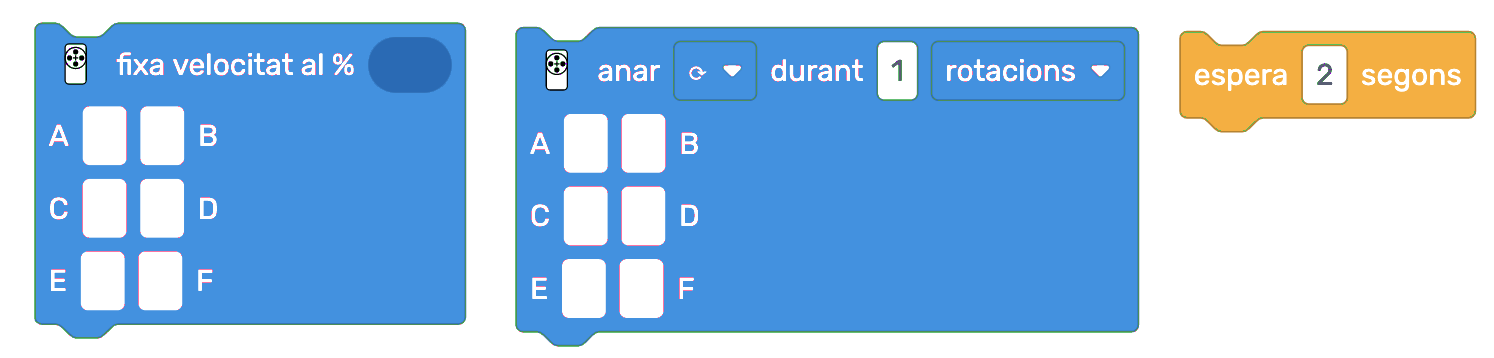 fixa velocitat al %
A B
C D
E F
anar durant 1 rotacions
A B
C D
E F
espera 2 segons